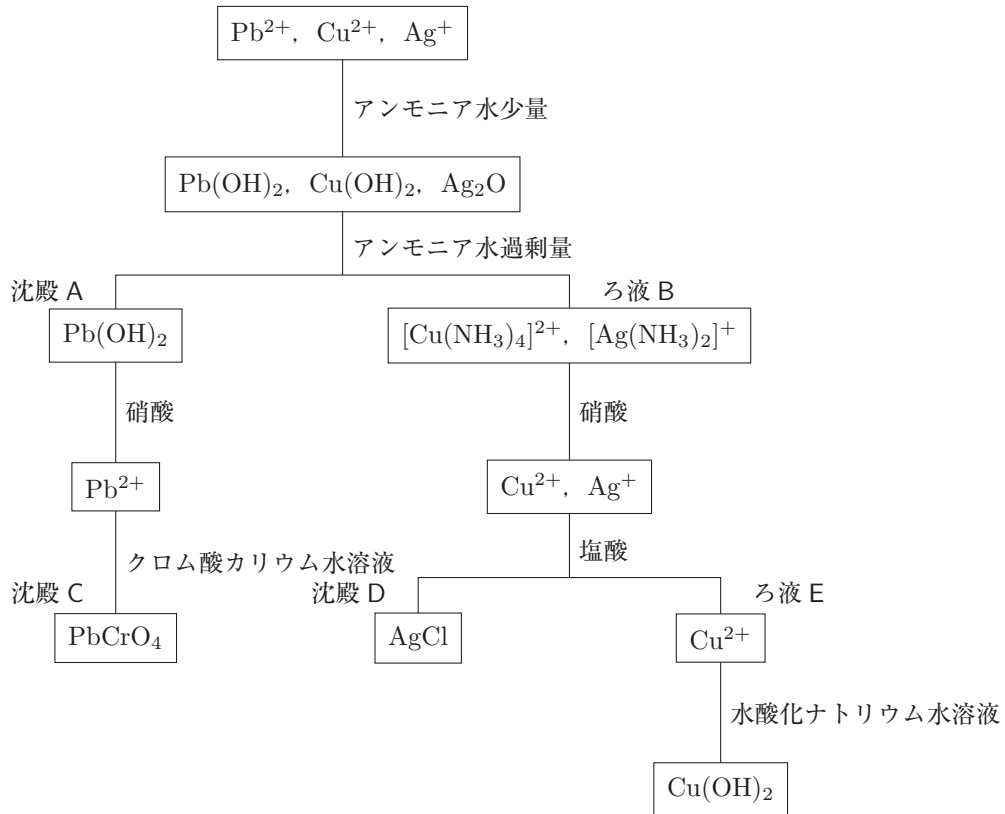 Pb²⁺, Cu²⁺, Ag⁺
アンモニア水少量
Pb(OH)₂, Cu(OH)₂, Ag₂O
アンモニア水過剰量
沈殿 A
ろ液 B
Pb(OH)₂
[Cu(NH₃)₄]²⁺, [Ag(NH₃)₂]⁺
硝酸
硝酸
Pb²⁺
Cu²⁺, Ag⁺
クロム酸カリウム水溶液
塩酸
沈殿 C
沈殿 D
ろ液 E
PbCrO₄
AgCl
Cu²⁺
水酸化ナトリウム水溶液
Cu(OH)₂